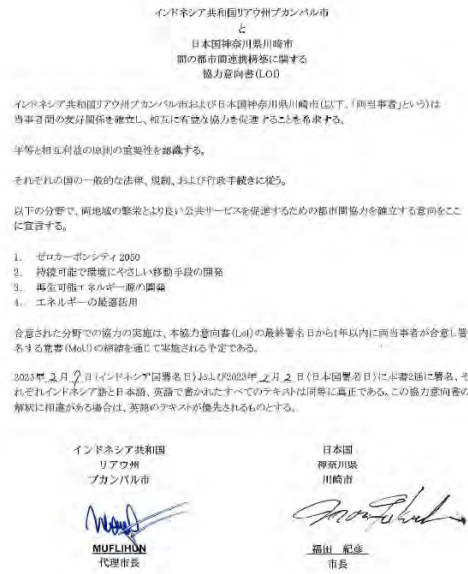 インドネシア共和国リアウ州プカンバル市
と
日本国神奈川県川崎市
間の都市間連携構築に関する
協力意向書(LOI)
インドネシア共和国リアウ州プカンバル市および日本国神奈川県川崎市(以下、「両当事者」という)は
当事者間の友好関係を確立し、相互に有益な協力を促進することを希求する。
平等と相互利益の原則の重要性を認識する。
それぞれの国の一般的な法律、規制、および行政手続きに従う。
以下の分野で、両地域の繁栄とより良い公共サービスを促進するための都市間協力を確立する意向をここ
に宣言する。
1. ゼロカーボンシティ 2050
2. 持続可能で環境にやさしい移動手段の開発
3. 再生可能エネルギー源の開発
4. エネルギーの最適活用
合意された分野での協力の実施は、本協力意向書(LoI)の最終署名日から1年以内に両当事者が合意し署
名する覚書(MoU)の締結を通じて実施される予定である。
2023年 2月 7日(インドネシア国署名日)および2023年 2月 2日(日本国署名日)に本書2通に署名、そ
れぞれインドネシア語と日本語、英語で書かれたすべてのテキストは同等に真正である。この協力意向書の
解釈に相違がある場合は、英語のテキストが優先されるものとする。
インドネシア共和国
リアウ州
プカンバル市
日本国
神奈川県
川崎市
MUFLIHUN
代理市長
福田 紀彦
市長